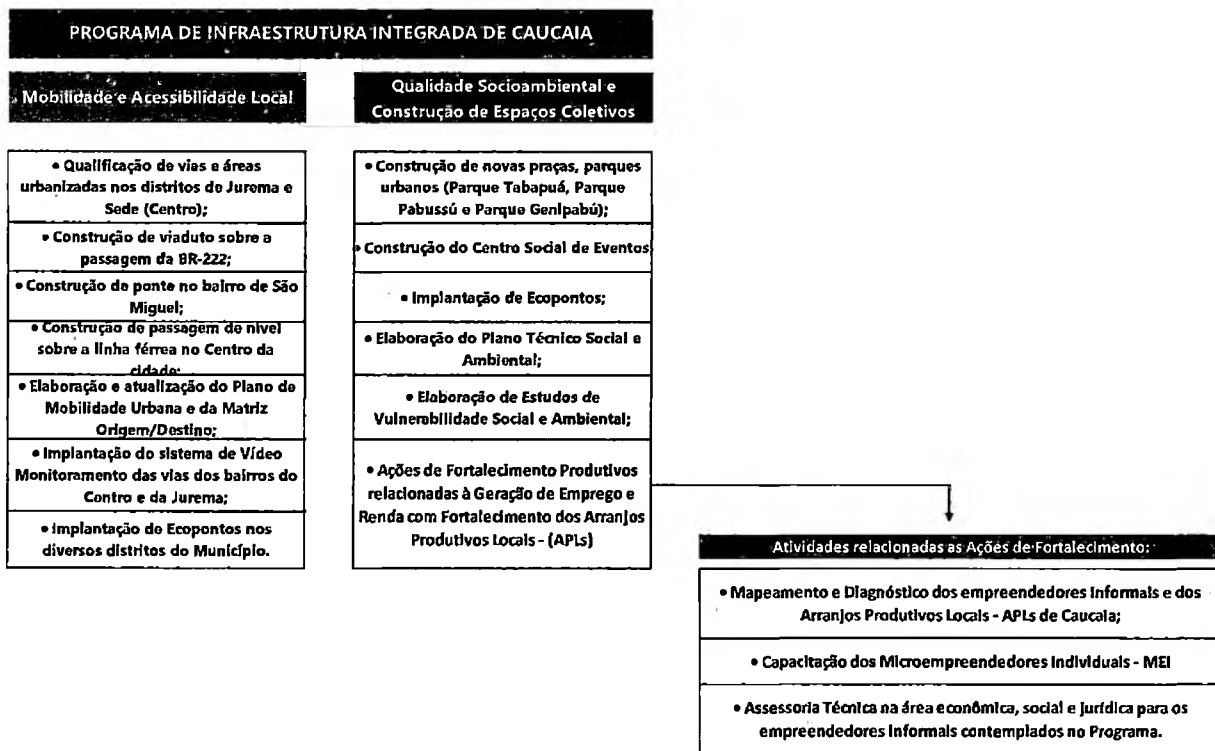 PROGRAMA DE INFRAESTRUTURA INTEGRADA DE CAUCAIA
Mobilidade e Acessibilidade Local
• Qualificação de vias e áreas
urbanizadas nos distritos de Jurema e
Sede (Centro);
• Construção de viaduto sobre a
passagem da BR-222;
• Construção de ponte no bairro de São
Miguel;
• Construção de passagem de nível
sobre a linha férrea no Centro da
cidade;
• Elaboração e atualização do Plano de
Mobilidade Urbana e da Matriz
Origem/Destino;
• Implantação do sistema de Vídeo
Monitoramento das vias dos bairros do
Centro e da Jurema;
• Implantação de Ecopontos nos
diversos distritos do Município.
Qualidade Socioambiental e
Construção de Espaços Coletivos
• Construção de novas praças, parques
urbanos (Parque Tabapuá, Parque
Pabussú e Parque Genipabú);
• Construção do Centro Social de Eventos
• Implantação de Ecopontos;
• Elaboração do Plano Técnico Social e
Ambiental;
• Elaboração de Estudos de
Vulnerabilidade Social e Ambiental;
• Ações de Fortalecimento Produtivos
relacionadas à Geração de Emprego e
Renda com Fortalecimento dos Arranjos
Produtivos Locais - (APLs)
Atividades relacionadas as Ações de Fortalecimento:
• Mapeamento e Diagnóstico dos empreendedores Informais e dos
Arranjos Produtivos Locais - APLs de Caucaia;
• Capacitação dos Microempreendedores Individuais - MEI
• Assessoria Técnica na área econômica, social e jurídica para os
empreendedores Informais contemplados no Programa.